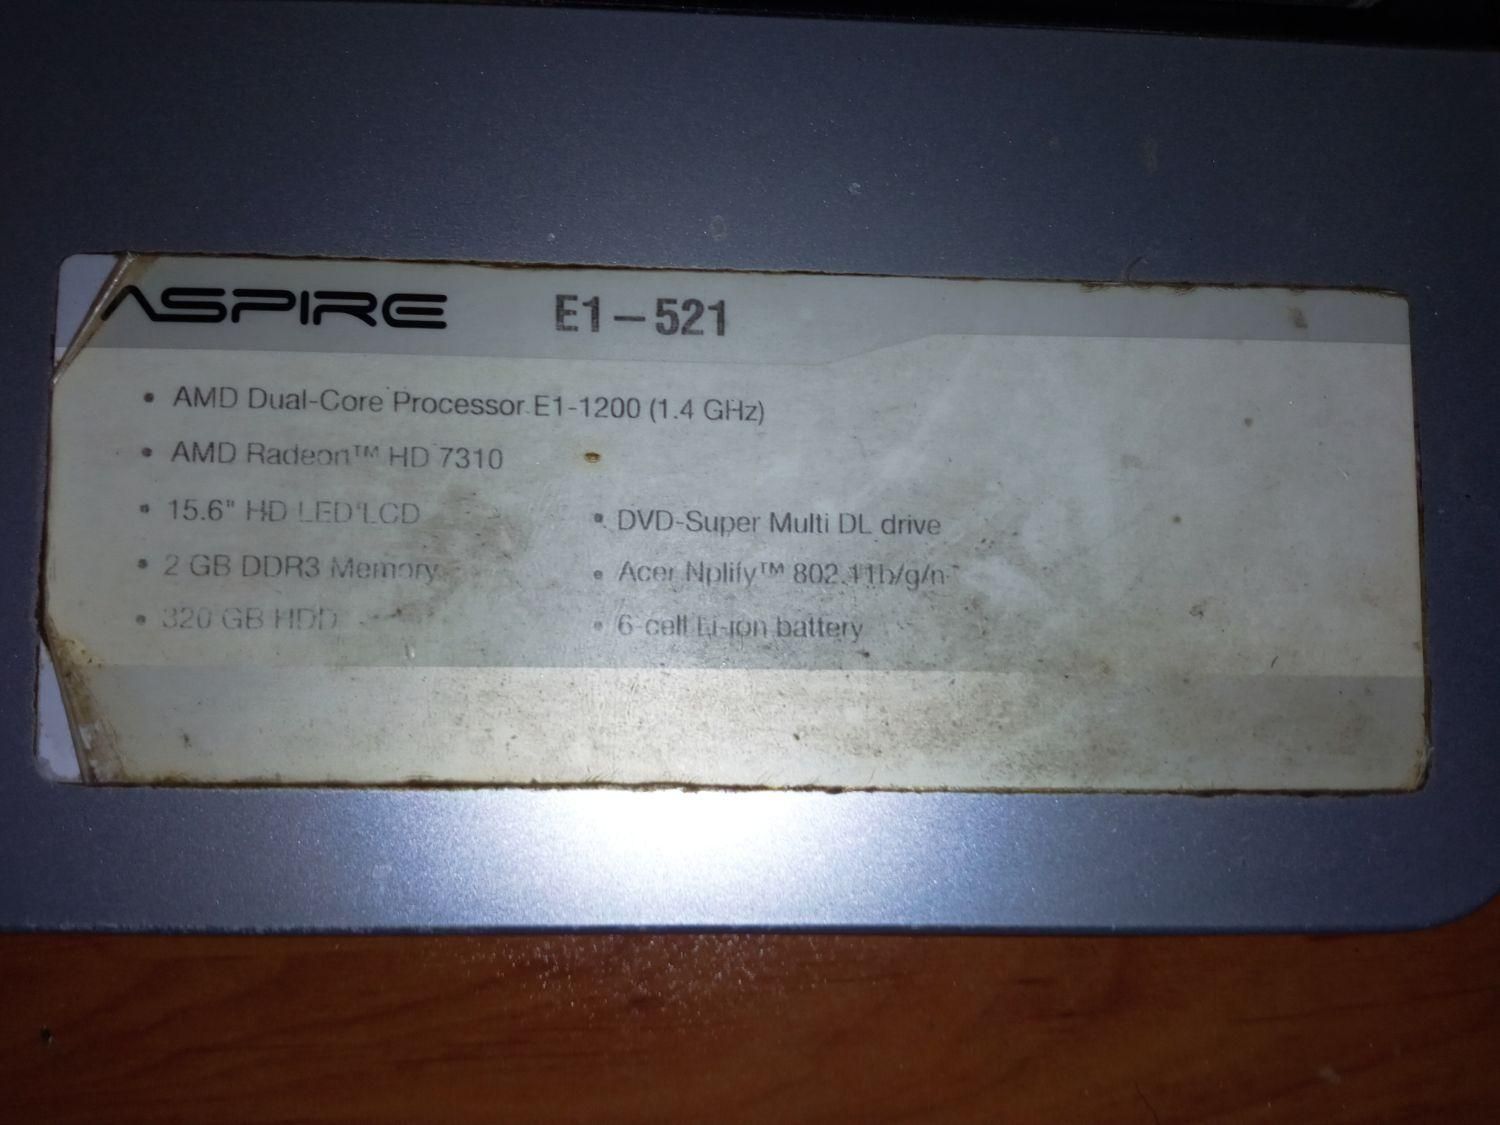 ASPIRE E1-521
• AMD Dual-Core Processor E1-1200 (1.4 GHz)
• AMD Radeon™ HD 7310
• 15.6" HD LED LCD
• 2 GB DDR3 Memory
• 320 GB HDD
• DVD-Super Multi DL drive
• Acer Nplify™ 802.11b/g/n
• 6-cell Li-ion battery